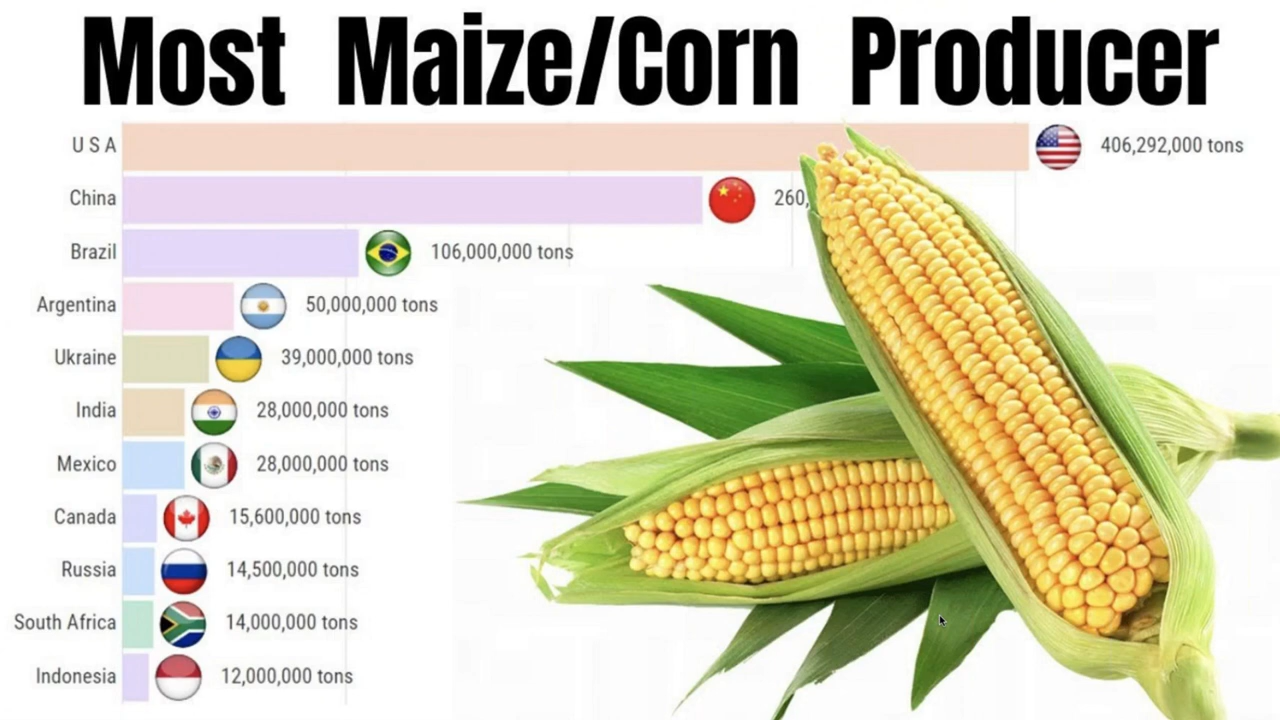 Most Maize/Corn Producer
U S A 406,292,000 tons
China 260,
Brazil 106,000,000 tons
Argentina 50,000,000 tons
Ukraine 39,000,000 tons
India 28,000,000 tons
Mexico 28,000,000 tons
Canada 15,600,000 tons
Russia 14,500,000 tons
South Africa 14,000,000 tons
Indonesia 12,000,000 tons